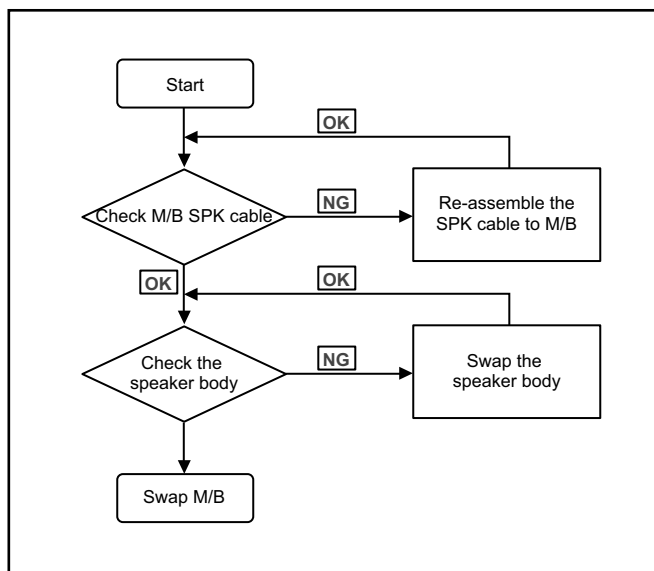 Start
OK
Check M/B SPK cable
NG
Re-assemble the
SPK cable to M/B
OK
OK
Check the
speaker body
NG
Swap the
speaker body
Swap M/B